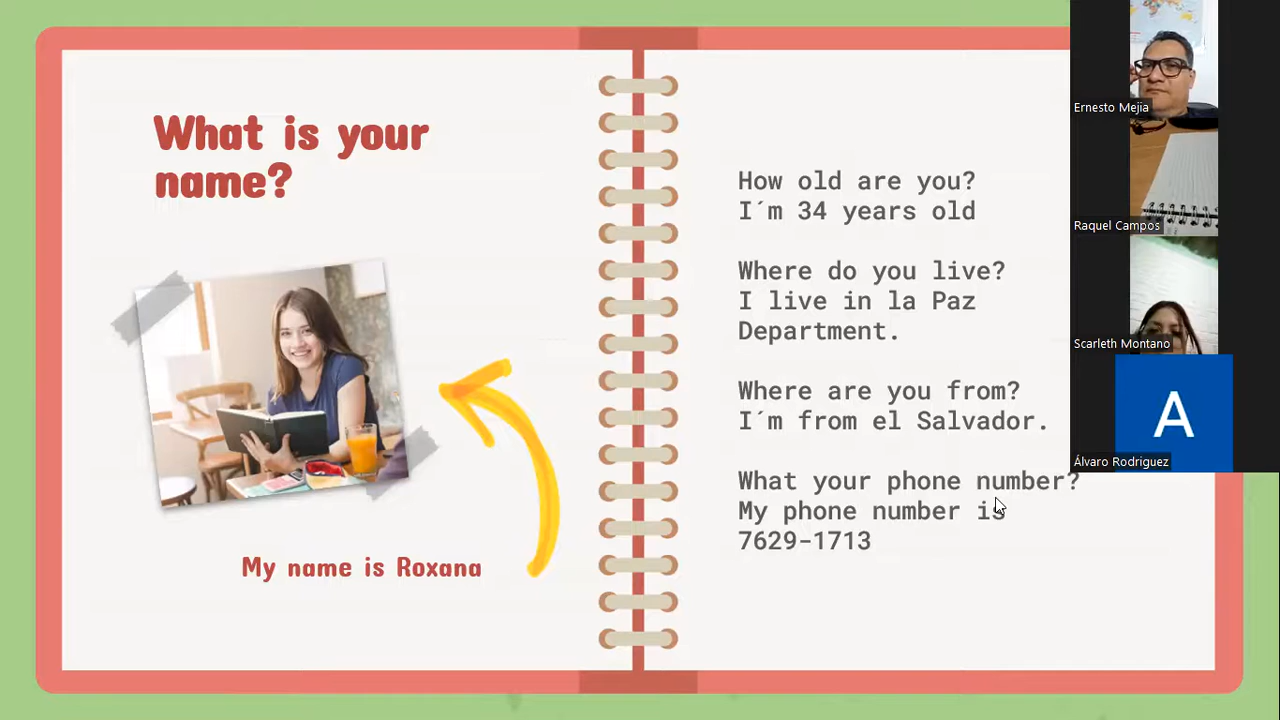 What is your
name?
My name is Roxana
How old are you?
I´m 34 years old
Where do you live?
I live in la Paz
Department.
Where are you from?
I´m from el Salvador.
What your phone number?
My phone number is
7629-1713
Ernesto Mejia
Raquel Campos
Scarleth Montano
A
Álvaro Rodriguez